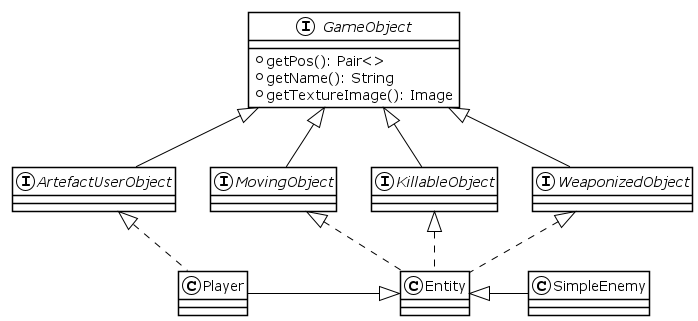 I GameObject
getPos(): Pair<>
getName(): String
getTextureImage(): Image
I ArtefactUserObject
I MovingObject
I KillableObject
I WeaponizedObject
C Player
C Entity
C SimpleEnemy